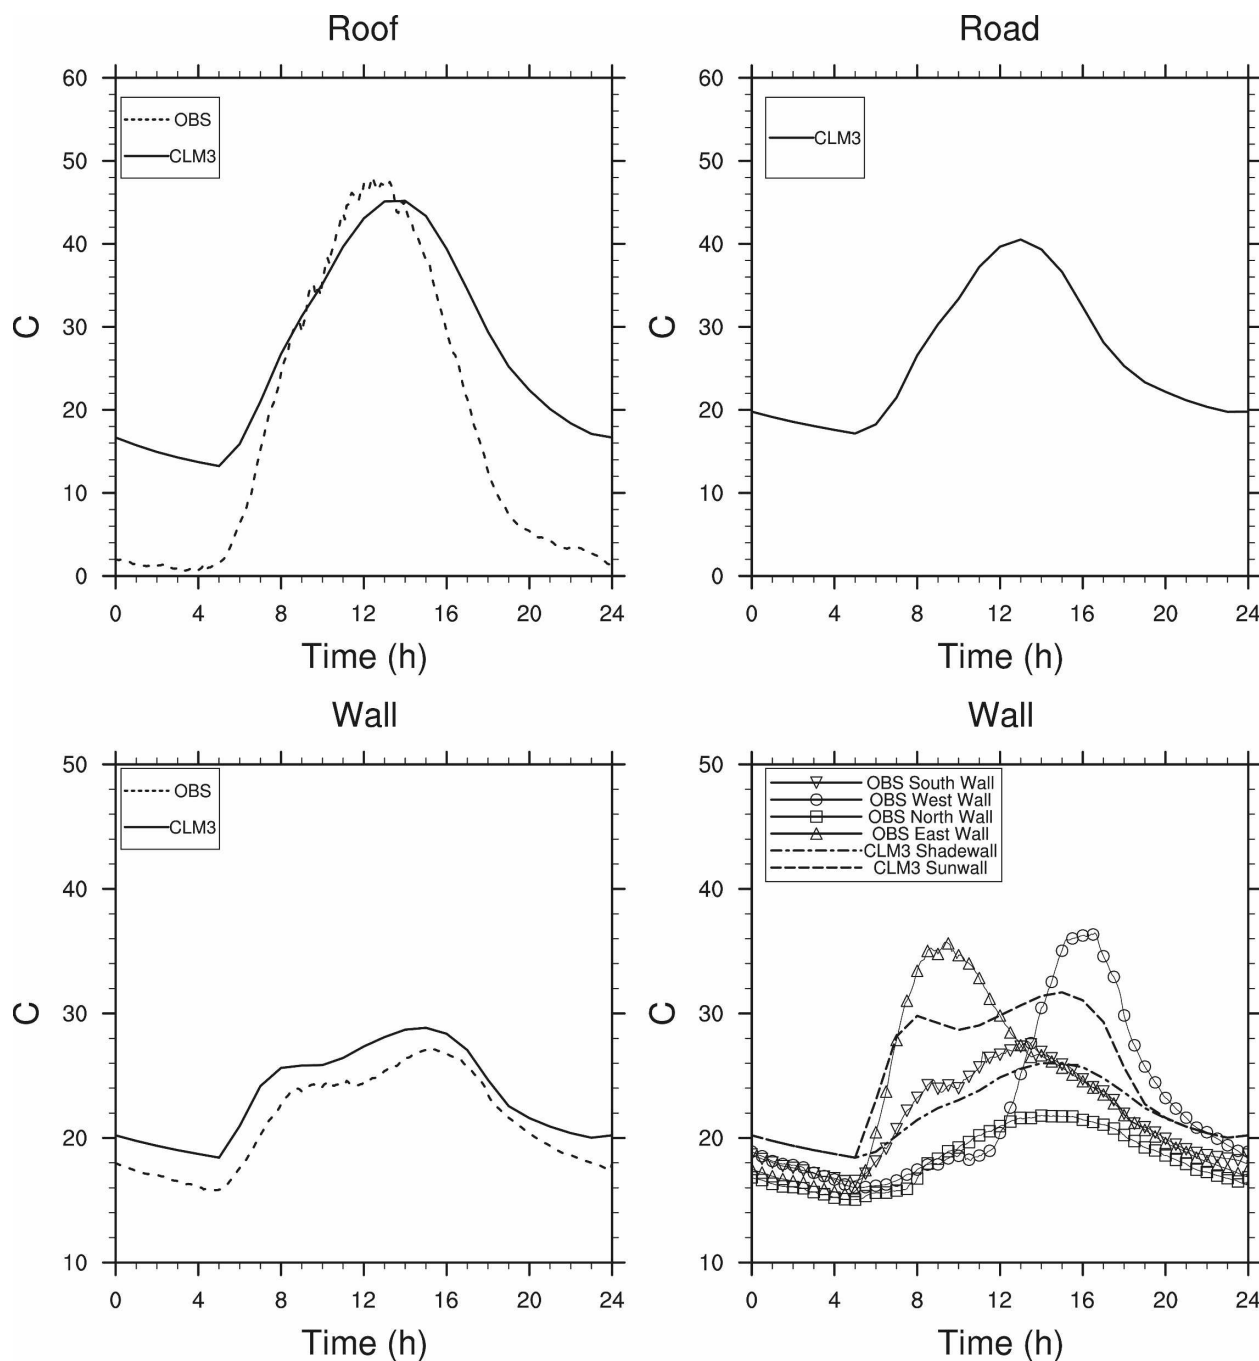 Roof
60
50
40
30
20
10
0
C
OBS
CLM3
0 4 8 12 16 20 24
Time (h)
Road
60
50
40
30
20
10
0
C
CLM3
0 4 8 12 16 20 24
Time (h)
Wall
50
40
30
20
10
C
OBS
CLM3
0 4 8 12 16 20 24
Time (h)
Wall
50
40
30
20
10
C
OBS South Wall
OBS West Wall
OBS North Wall
OBS East Wall
CLM3 Shadewall
CLM3 Sunwall
0 4 8 12 16 20 24
Time (h)